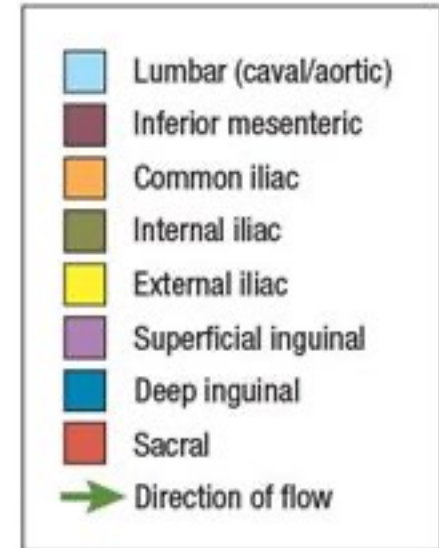 Lumbar (caval/aortic)
Inferior mesenteric
Common iliac
Internal iliac
External iliac
Superficial inguinal
Deep inguinal
Sacral
Direction of flow